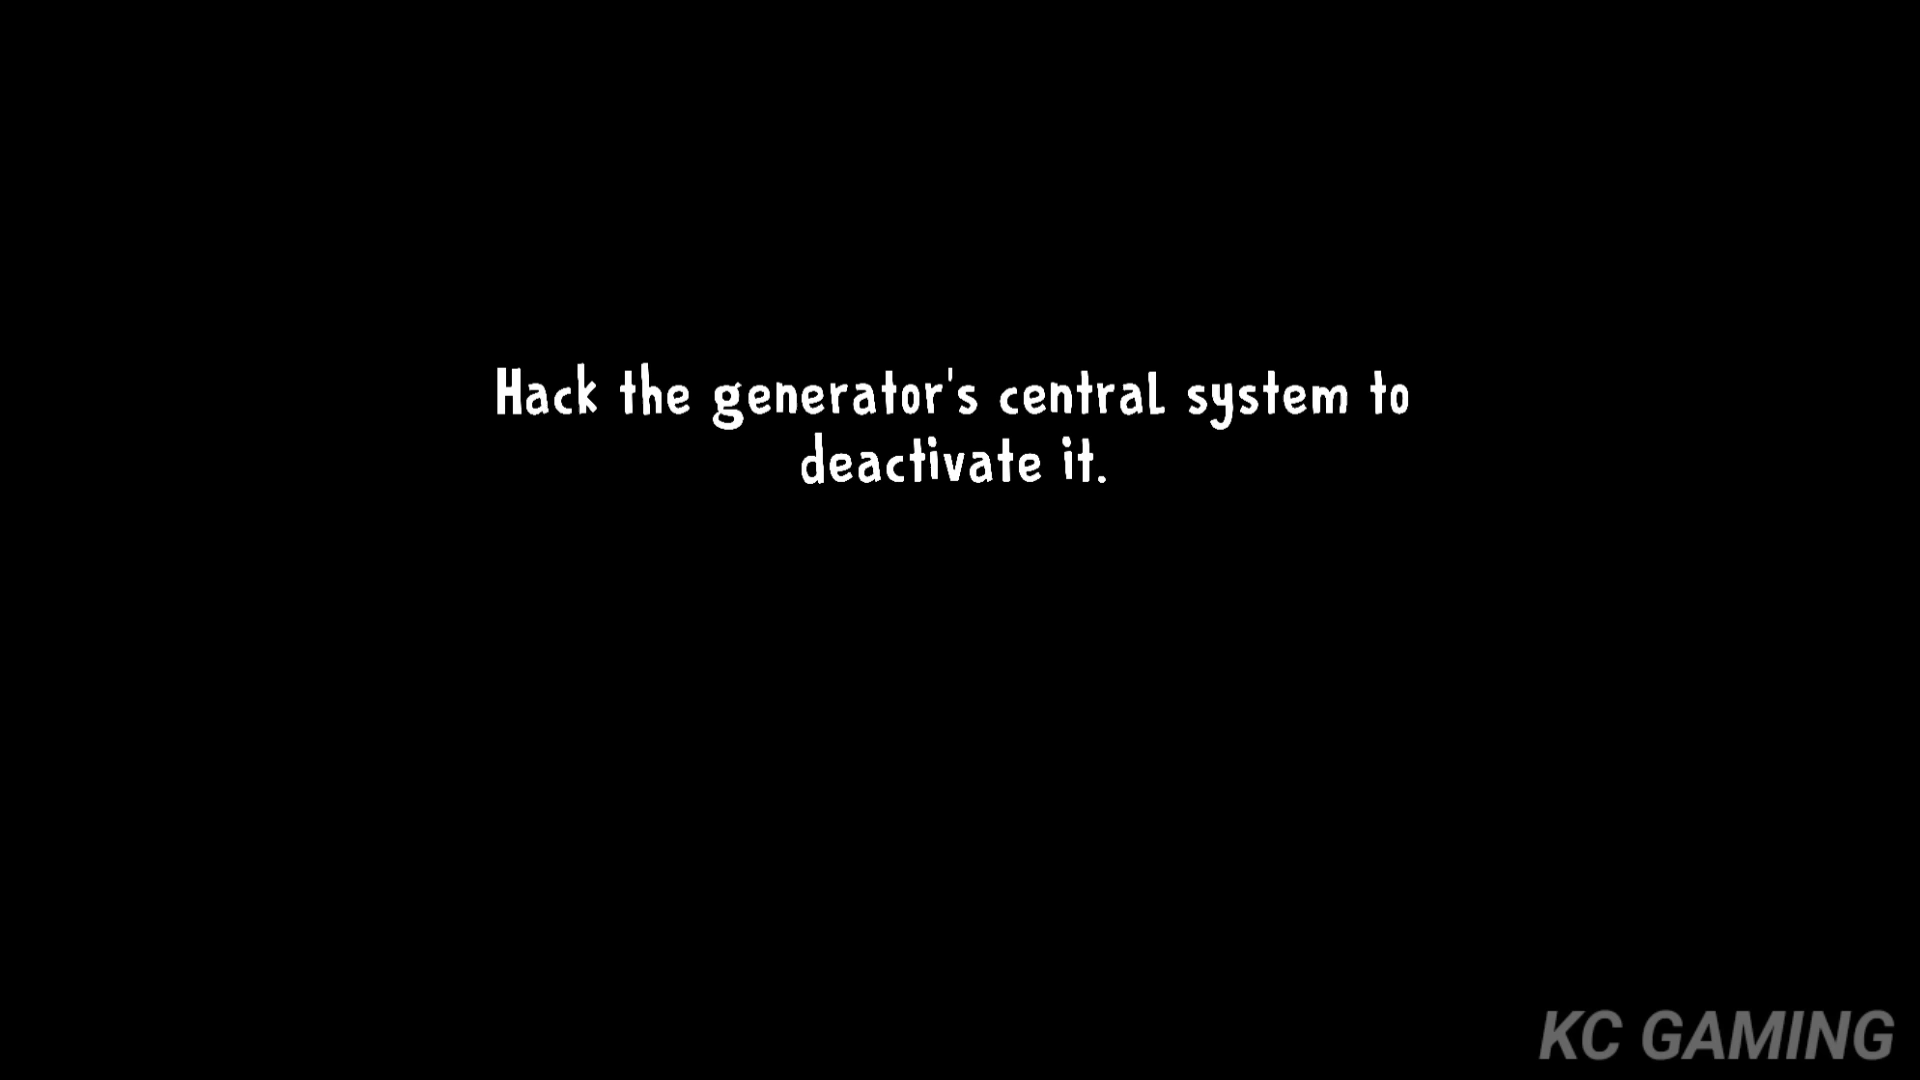 Hack the generator's central system to
deactivate it.
KC GAMING